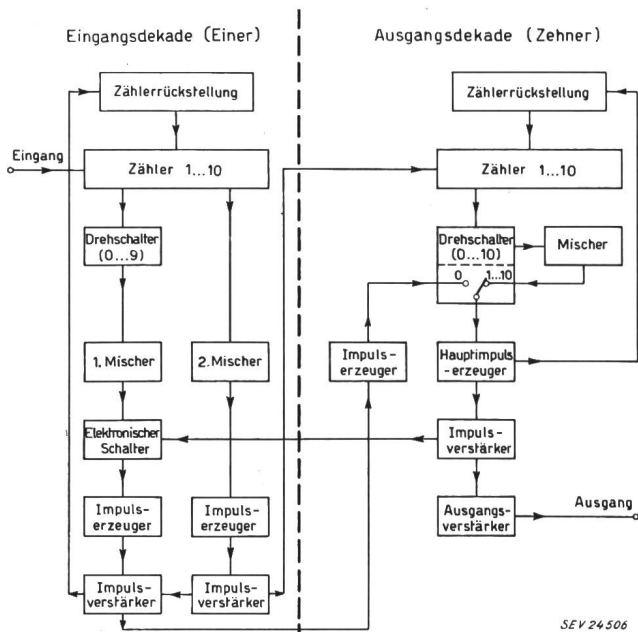 Eingangsdekade (Einer)
Zählerrückstellung
Eingang
Zähler 1...10
Drehschalter
(0...9)
1. Mischer
2. Mischer
Elektronischer
Schalter
Impuls-
erzeuger
Impuls-
erzeuger
Impuls-
verstärker
Impuls-
verstärker
Ausgangsdekade (Zehner)
Zählerrückstellung
Zähler 1...10
Drehschalter
(0...10)
0 1...10
Mischer
Impuls-
erzeuger
Hauptimpuls
-erzeuger
Impuls-
verstärker
Ausgangs-
verstärker
Ausgang
SEV 24506